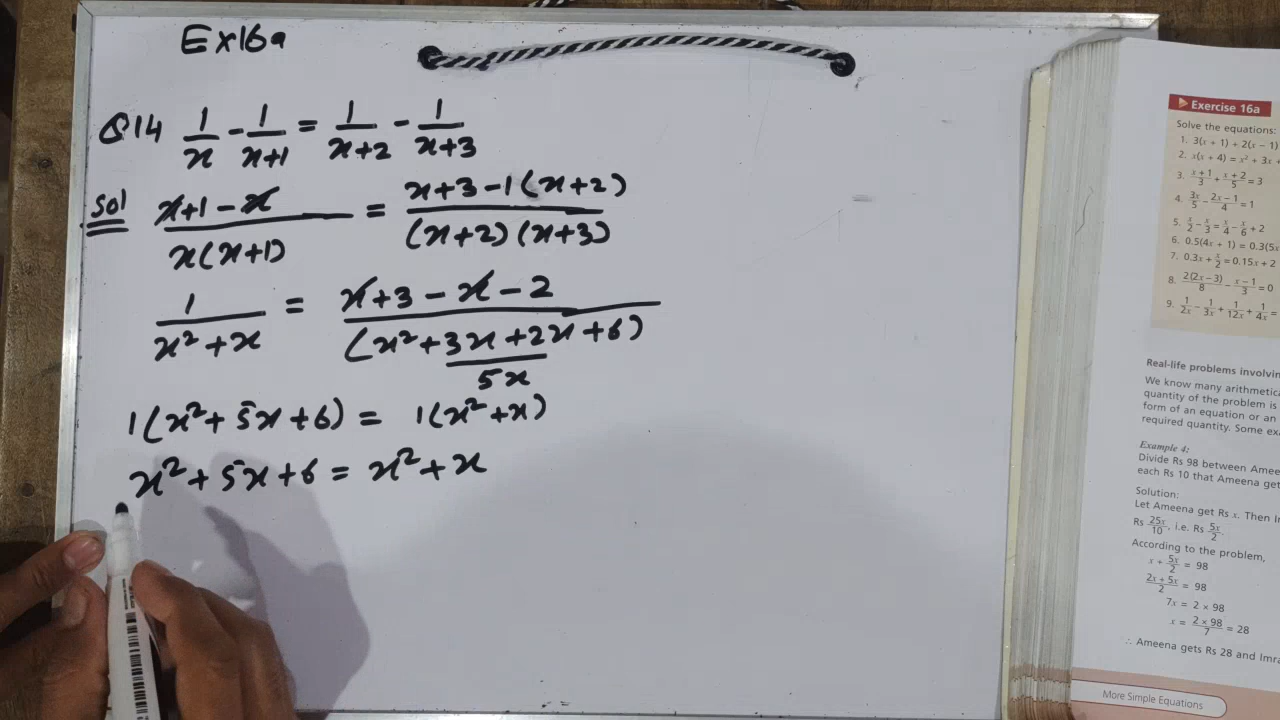 Ex16a
Q14 1/x - 1/x+1 = 1/x+2 - 1/x+3
Sol x+1-x / x(x+1) = x+3-1(x+2) / (x+2)(x+3)
1 / x²+x = x+3-x-2 / (x²+3x+2x+6)
5x
1(x²+5x+6) = 1(x²+x)
x²+5x+6 = x²+x
Exercise 16a
Solve the equations:
1. 3(x + 1) + 2(x − 1)
2. x(x + 4) = x² + 3x +
3. x+1/3 + x+2/5 = 3
4. 3x/5 − 2x−1/4 = 1
5. x/2 − x/3 = x/4 − x/6 + 2
6. 0.5(4x + 1) = 0.3(5x
7. 0.3x + x/2 = 0.15x + 2
8. 2(2x−3)/8 − x−1/3 = 0
9. 1/2x − 1/3x + 1/12x + 1/4x =
Real-life problems involvin
We know many arithmetica
quantity of the problem is
form of an equation or an
required quantity. Some ex
Example 4:
Divide Rs 98 between Amee
each Rs 10 that Ameena get
Solution:
Let Ameena get Rs x. Then I
Rs 25x/10, i.e. Rs 5x/2.
According to the problem,
x + 5x/2 = 98
2x + 5x/2 = 98
7x = 2 × 98
x = 2 × 98/7 = 28
∴ Ameena gets Rs 28 and Imra
More Simple Equations